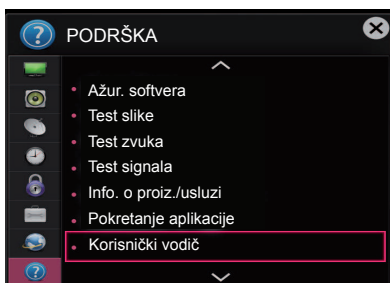 PODRŠKA
Ažur. softvera
Test slike
Test zvuka
Test signala
Info. o proiz./usluzi
Pokretanje aplikacije
Korisnički vodič